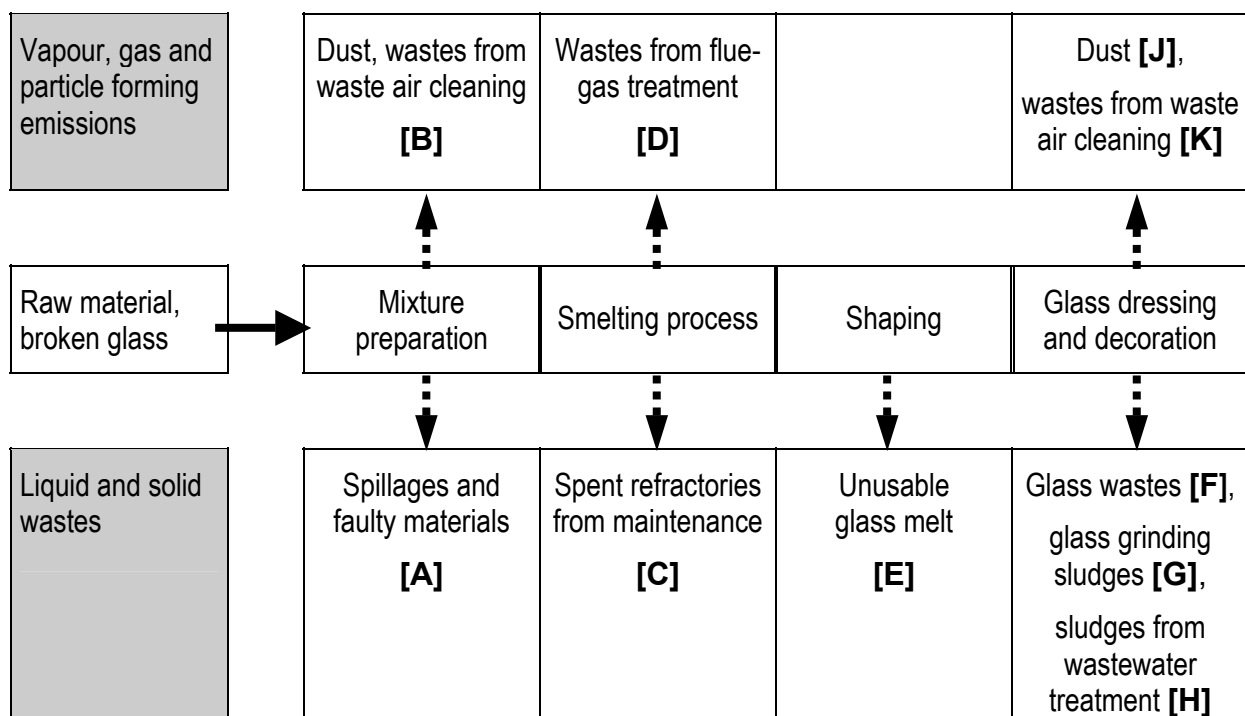 Vapour, gas and
particle forming
emissions
Dust, wastes from
waste air cleaning
[B]
Wastes from flue-
gas treatment
[D]
Dust [J],
wastes from waste
air cleaning [K]
Raw material,
broken glass
Mixture
preparation
Smelting process
Shaping
Glass dressing
and decoration
Liquid and solid
wastes
Spillages and
faulty materials
[A]
Spent refractories
from maintenance
[C]
Unusable
glass melt
[E]
Glass wastes [F],
glass grinding
sludges [G],
sludges from
wastewater
treatment [H]